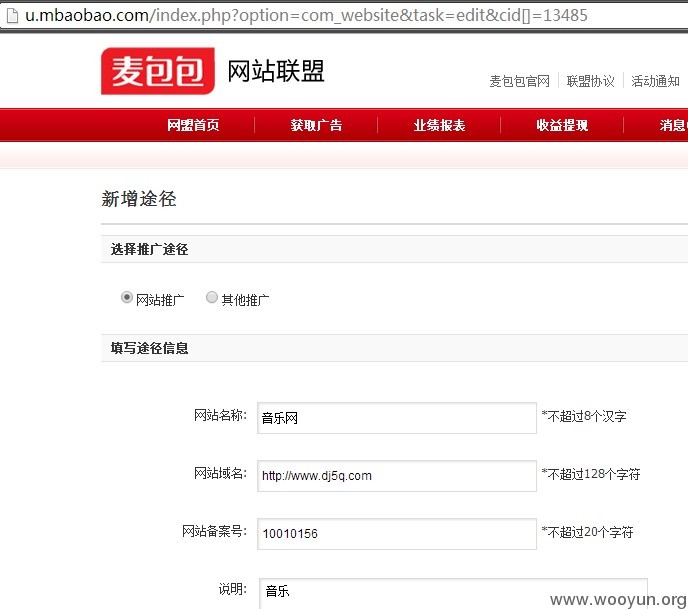 u.mbaobao.com/index.php?option=com_website&task=edit&cid[]=13485
麦包包 网站联盟
麦包包官网 联盟协议 活动通知
网盟首页 获取广告 业绩报表 收益提现 消息
新增途径
选择推广途径
网站推广 其他推广
填写途径信息
网站名称: 音乐网 *不超过8个汉字
网站域名: http://www.dj5q.com *不超过128个字符
网站备案号: 10010156 *不超过20个字符
说明: 音乐
www.wooyun.org